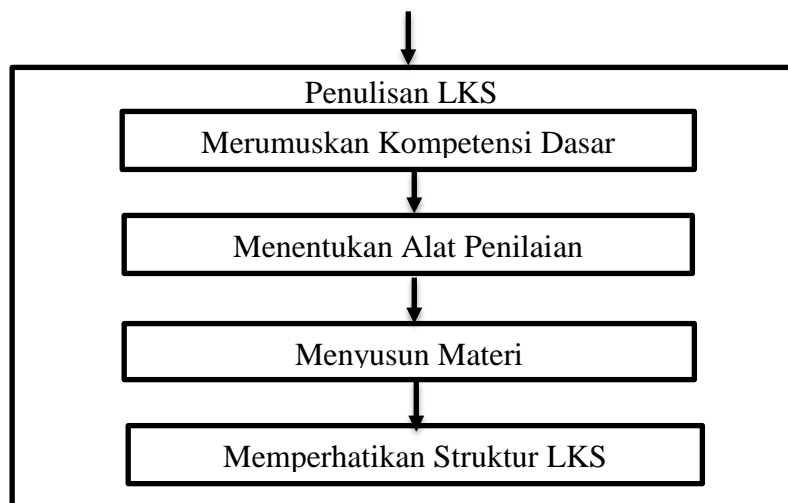 Penulisan LKS
Merumuskan Kompetensi Dasar
Menentukan Alat Penilaian
Menyusun Materi
Memperhatikan Struktur LKS